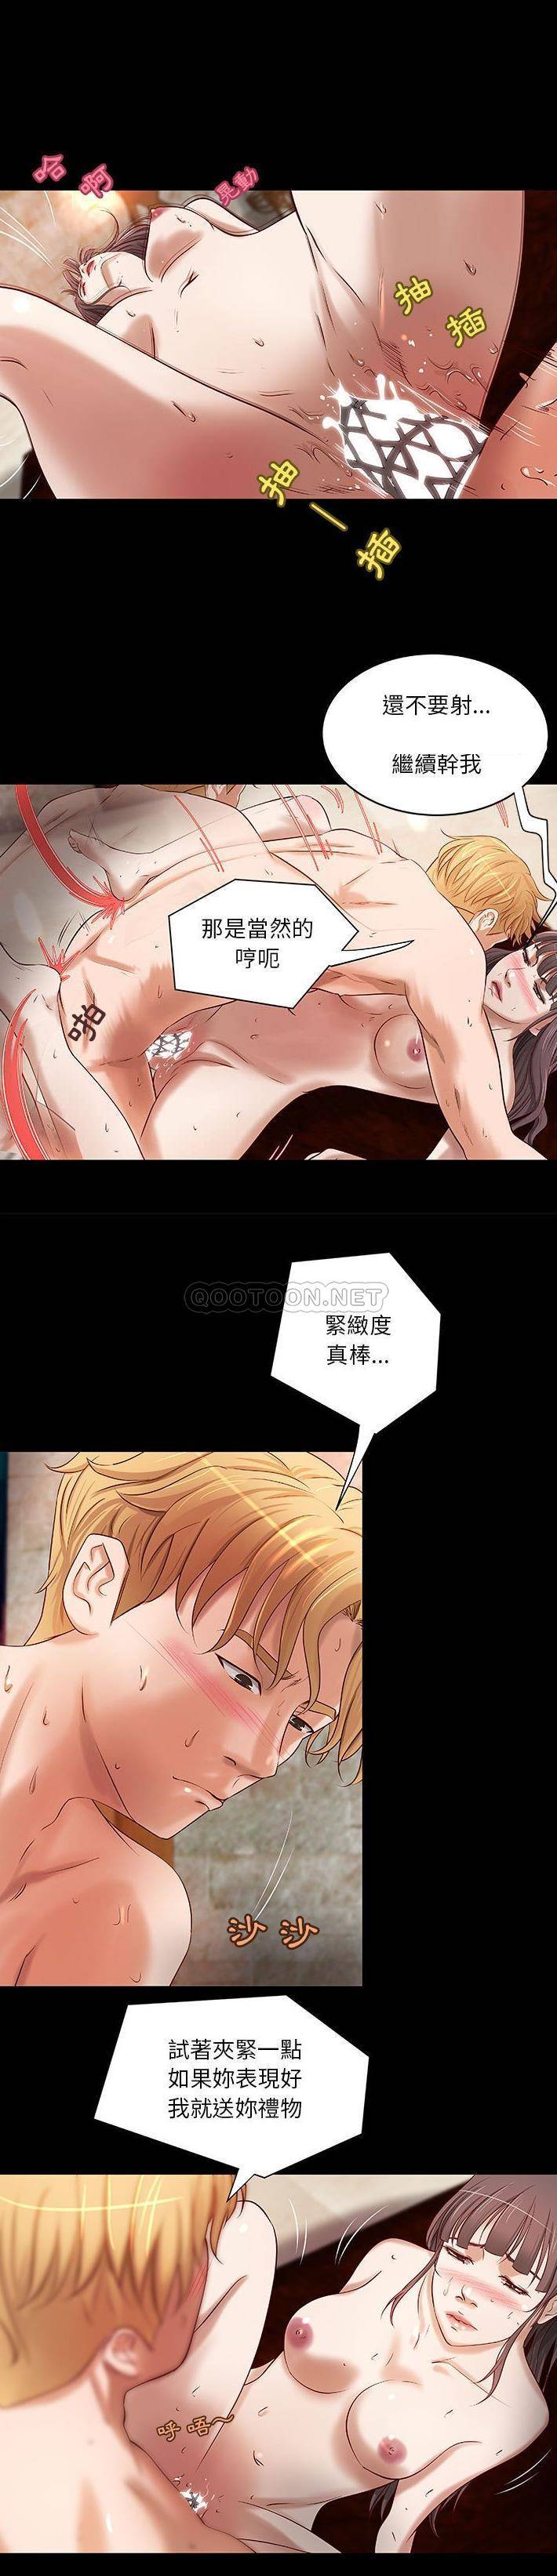 哈
啊
晃動
抽
插
抽
一
插
還不要射...
繼續幹我
那是當然的
哼呃
啪
QOOTOON.NET
緊緻度
真棒...
沙 沙
試著夾緊一點
如果妳表現好
我就送妳禮物
呼 唔~